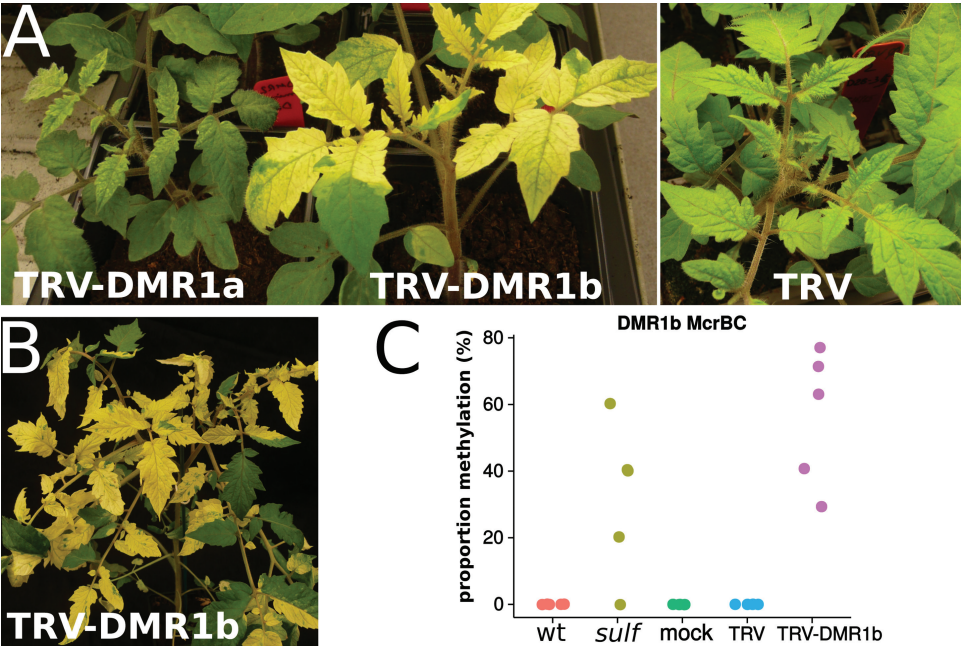 A
TRV-DMR1a
TRV-DMR1b
TRV
B
TRV-DMR1b
C
DMR1b McrBC
proportion methylation (%)
80
60
40
20
0
wt
sulf
mock
TRV
TRV-DMR1b